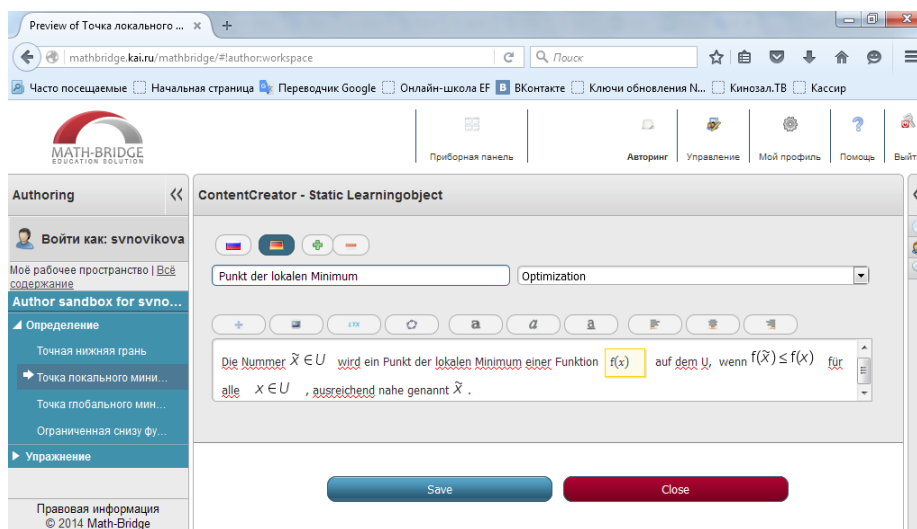 Preview of Точка локального ... × +
mathbridge.kai.ru/mathbridge/#!author:workspace Поиск
Часто посещаемые Начальная страница Переводчик Google Онлайн-школа EF ВКонтакте Ключи обновления N... Кинозал.ТВ Кассир
MATH-BRIDGE
EDUCATION SOLUTION
Приборная панель Авторинг Управление Мой профиль Помощь Выйт
Authoring
ContentCreator - Static Learningobject
Войти как: svnovikova
Моё рабочее пространство | Всё
содержание
Author sandbox for svno...
Определение
Точная нижняя грань
Точка локального мини...
Точка глобального мин...
Ограниченная снизу фу...
Упражнение
Правовая информация
© 2014 Math-Bridge
Punkt der lokalen Minimum Optimization
LTX a a a
Die Nummer x̃ ∈ U wird ein Punkt der lokalen Minimum einer Funktion f(x) auf dem U, wenn f(x̃) ≤ f(x) für
alle x ∈ U , ausreichend nahe genannt x̃ .
Save Close